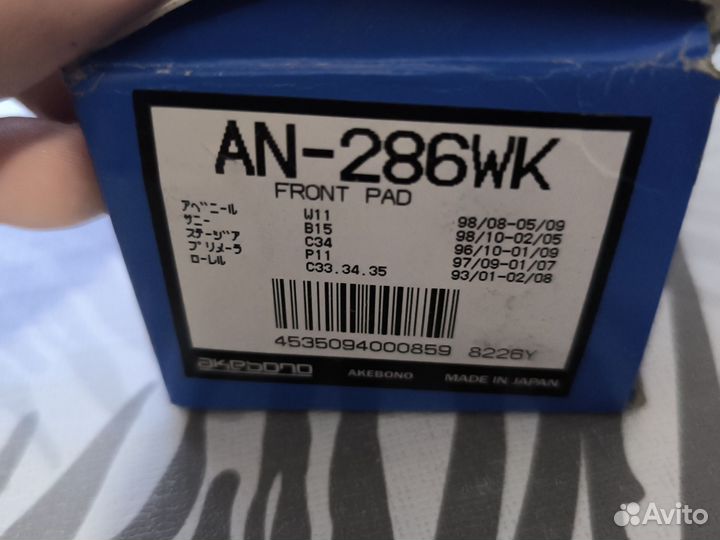 AN-286WK
FRONT PAD
アベニール W11 98/08-05/09
サニー B15 98/10-02/05
ステージア C34 96/10-01/09
プリメーラ P11 97/09-01/07
ローレル C33.34.35 93/01-02/08
4535094000859 8226Y
akebono AKEBONO MADE IN JAPAN
Avito